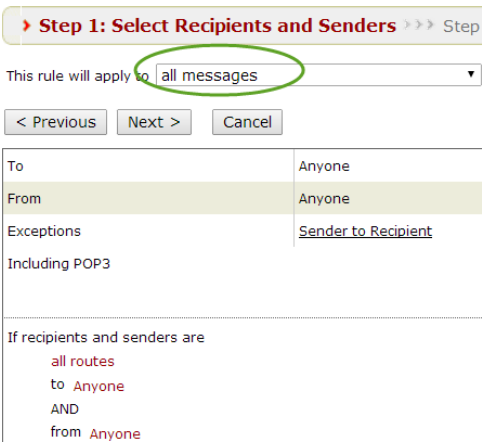 Step 1: Select Recipients and Senders >>> Step
This rule will apply to all messages
< Previous Next > Cancel
To Anyone
From Anyone
Exceptions Sender to Recipient
Including POP3
If recipients and senders are
all routes
to Anyone
AND
from Anyone